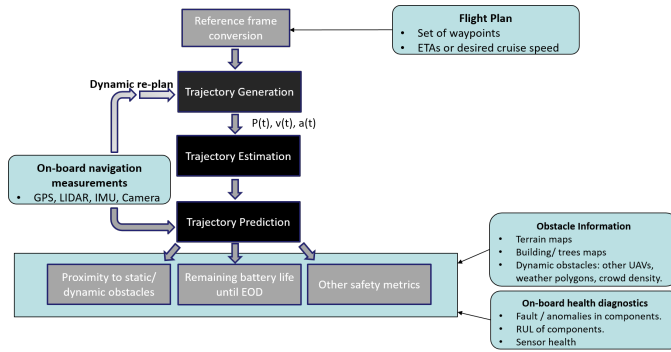 Reference frame
conversion
Flight Plan
• Set of waypoints
• ETAs or desired cruise speed
Dynamic re-plan
Trajectory Generation
P(t), v(t), a(t)
Trajectory Estimation
On-board navigation
measurements
• GPS, LIDAR, IMU, Camera
Trajectory Prediction
Proximity to static/
dynamic obstacles
Remaining battery life
until EOD
Other safety metrics
Obstacle Information
• Terrain maps
• Building/ trees maps
• Dynamic obstacles: other UAVs,
weather polygons, crowd density.
On-board health diagnostics
• Fault / anomalies in components.
• RUL of components.
• Sensor health